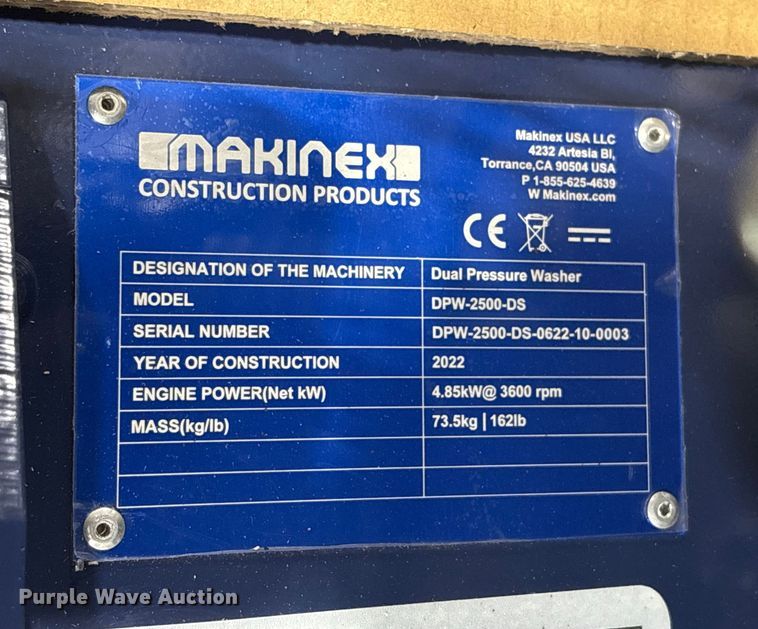 MAKINEX
CONSTRUCTION PRODUCTS
Makinex USA LLC
4232 Artesia Bl,
Torrance,CA 90504 USA
P 1-855-625-4639
W Makinex.com
CE
DESIGNATION OF THE MACHINERY Dual Pressure Washer
MODEL DPW-2500-DS
SERIAL NUMBER DPW-2500-DS-0622-10-0003
YEAR OF CONSTRUCTION 2022
ENGINE POWER(Net kW) 4.85kW@ 3600 rpm
MASS(kg/lb) 73.5kg | 162lb
Purple Wave Auction